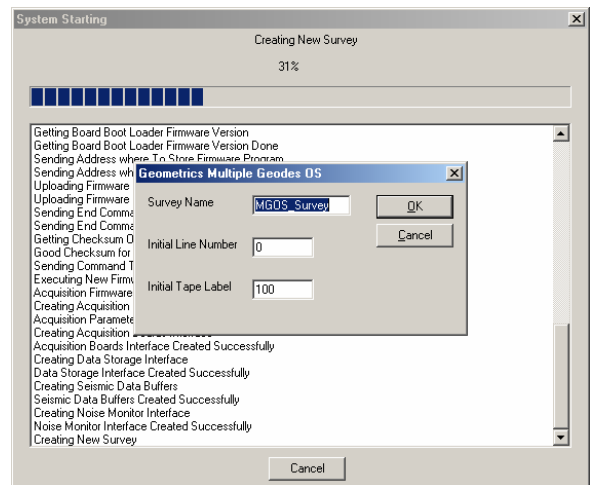 System Starting
Creating New Survey
31%
Getting Board Boot Loader Firmware Version
Getting Board Boot Loader Firmware Version Done
Sending Address where To Store Firmware Program
Sending Address wh
Uploading Firmware
Uploading Firmware
Sending End Comma
Sending End Comma
Getting Checksum O
Good Checksum for
Sending Command T
Executing New Firmw
Acquisition Firmware
Creating Acquisition
Acquisition Paramete
Creating Acquisition Boards Interface
Acquisition Boards Interface Created Successfully
Creating Data Storage Interface
Data Storage Interface Created Successfully
Creating Seismic Data Buffers
Seismic Data Buffers Created Successfully
Creating Noise Monitor Interface
Noise Monitor Interface Created Successfully
Creating New Survey
Geometrics Multiple Geodes OS
Survey Name
MGOS_Survey
OK
Cancel
Initial Line Number
0
Initial Tape Label
100
Cancel